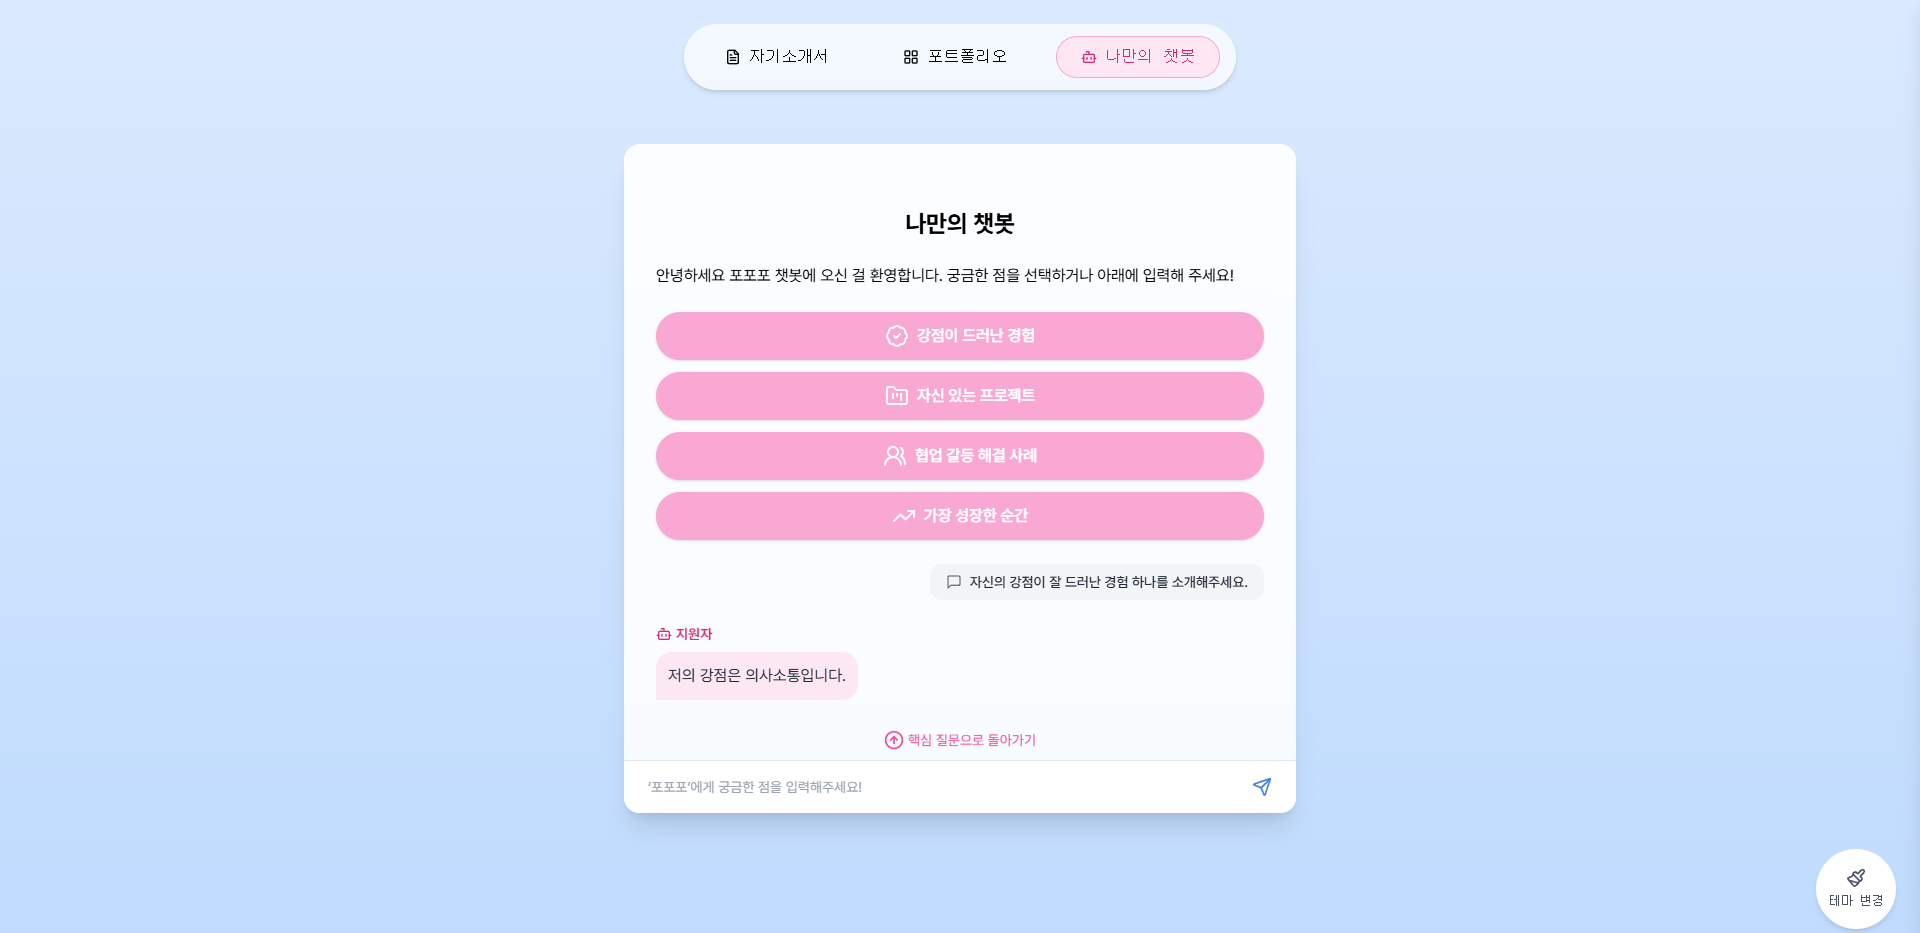 자기소개서
포트폴리오
나만의 챗봇
나만의 챗봇
안녕하세요 포포포 챗봇에 오신 걸 환영합니다. 궁금한 점을 선택하거나 아래에 입력해 주세요!
강점이 드러난 경험
자신 있는 프로젝트
협업 갈등 해결 사례
가장 성장한 순간
자신의 강점이 잘 드러난 경험 하나를 소개해주세요.
지원자
저의 강점은 의사소통입니다.
핵심 질문으로 돌아가기
‘포포포’에게 궁금한 점을 입력해주세요!
테마 변경